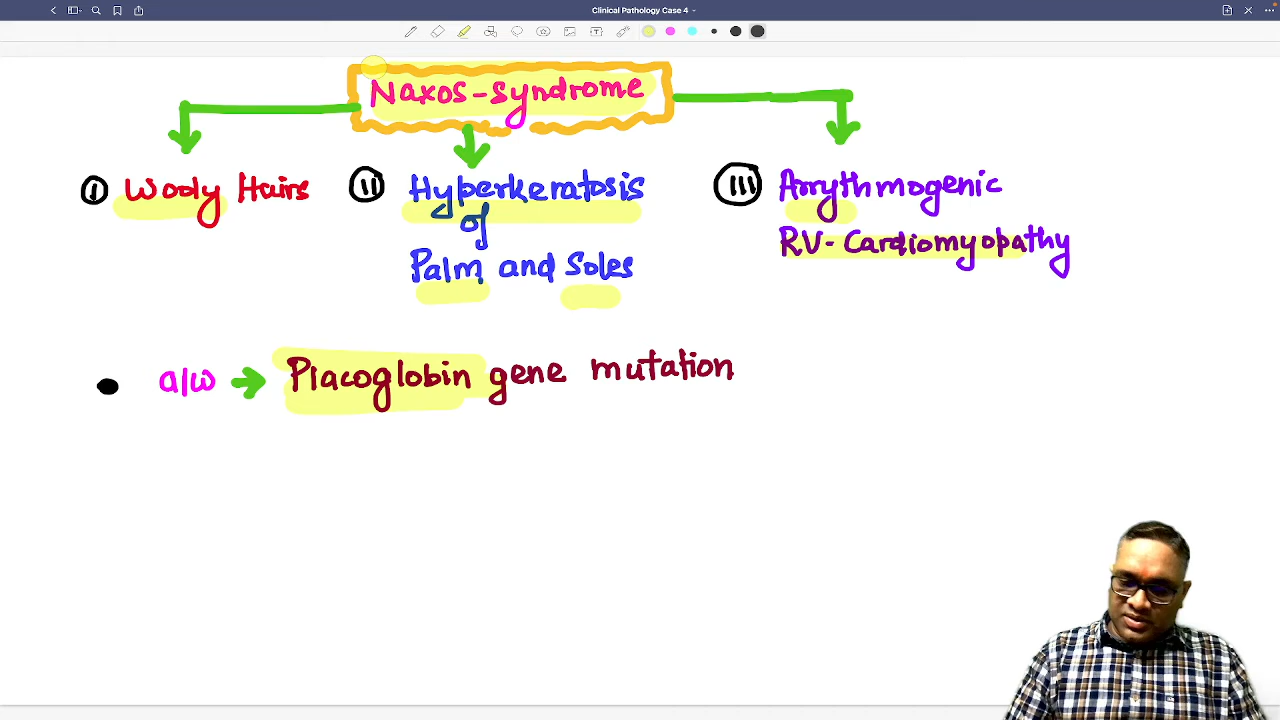 Clinical Pathology Case 4
Naxos-syndrome
I Wooly Hairs
II Hyperkeratosis
of
Palm and Soles
III Arrythmogenic
RV-Cardiomyopathy
a/w → Placoglobin gene mutation